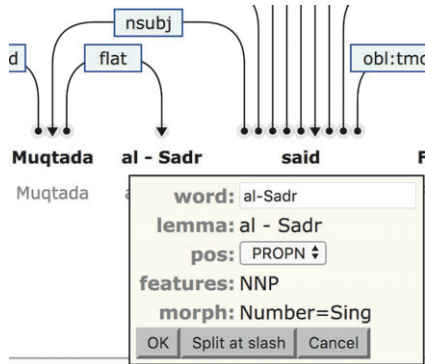 nsubj
d flat obl:tmo
Muqtada al - Sadr said F
Muqtada a
word: al-Sadr
lemma: al - Sadr
pos: PROPN
features: NNP
morph: Number=Sing
OK Split at slash Cancel